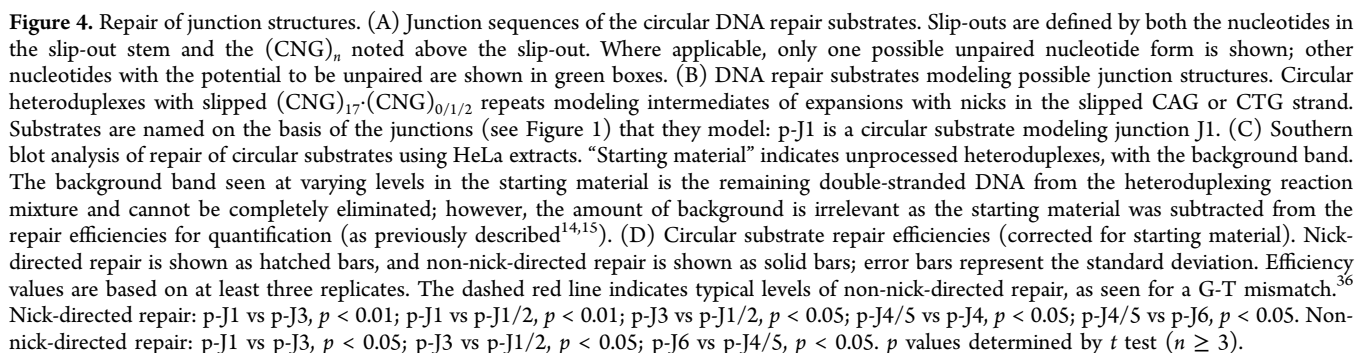 Figure 4. Repair of junction structures. (A) Junction sequences of the circular DNA repair substrates. Slip-outs are defined by both the nucleotides in
the slip-out stem and the (CNG)n noted above the slip-out. Where applicable, only one possible unpaired nucleotide form is shown; other
nucleotides with the potential to be unpaired are shown in green boxes. (B) DNA repair substrates modeling possible junction structures. Circular
heteroduplexes with slipped (CNG)17·(CNG)0/1/2 repeats modeling intermediates of expansions with nicks in the slipped CAG or CTG strand.
Substrates are named on the basis of the junctions (see Figure 1) that they model: p-J1 is a circular substrate modeling junction J1. (C) Southern
blot analysis of repair of circular substrates using HeLa extracts. “Starting material” indicates unprocessed heteroduplexes, with the background band.
The background band seen at varying levels in the starting material is the remaining double-stranded DNA from the heteroduplexing reaction
mixture and cannot be completely eliminated; however, the amount of background is irrelevant as the starting material was subtracted from the
repair efficiencies for quantification (as previously described14,15). (D) Circular substrate repair efficiencies (corrected for starting material). Nick-
directed repair is shown as hatched bars, and non-nick-directed repair is shown as solid bars; error bars represent the standard deviation. Efficiency
values are based on at least three replicates. The dashed red line indicates typical levels of non-nick-directed repair, as seen for a G-T mismatch.36
Nick-directed repair: p-J1 vs p-J3, p < 0.01; p-J1 vs p-J1/2, p < 0.01; p-J3 vs p-J1/2, p < 0.05; p-J4/5 vs p-J4, p < 0.05; p-J4/5 vs p-J6, p < 0.05. Non-
nick-directed repair: p-J1 vs p-J3, p < 0.05; p-J3 vs p-J1/2, p < 0.05; p-J6 vs p-J4/5, p < 0.05. p values determined by t test (n ≥ 3).